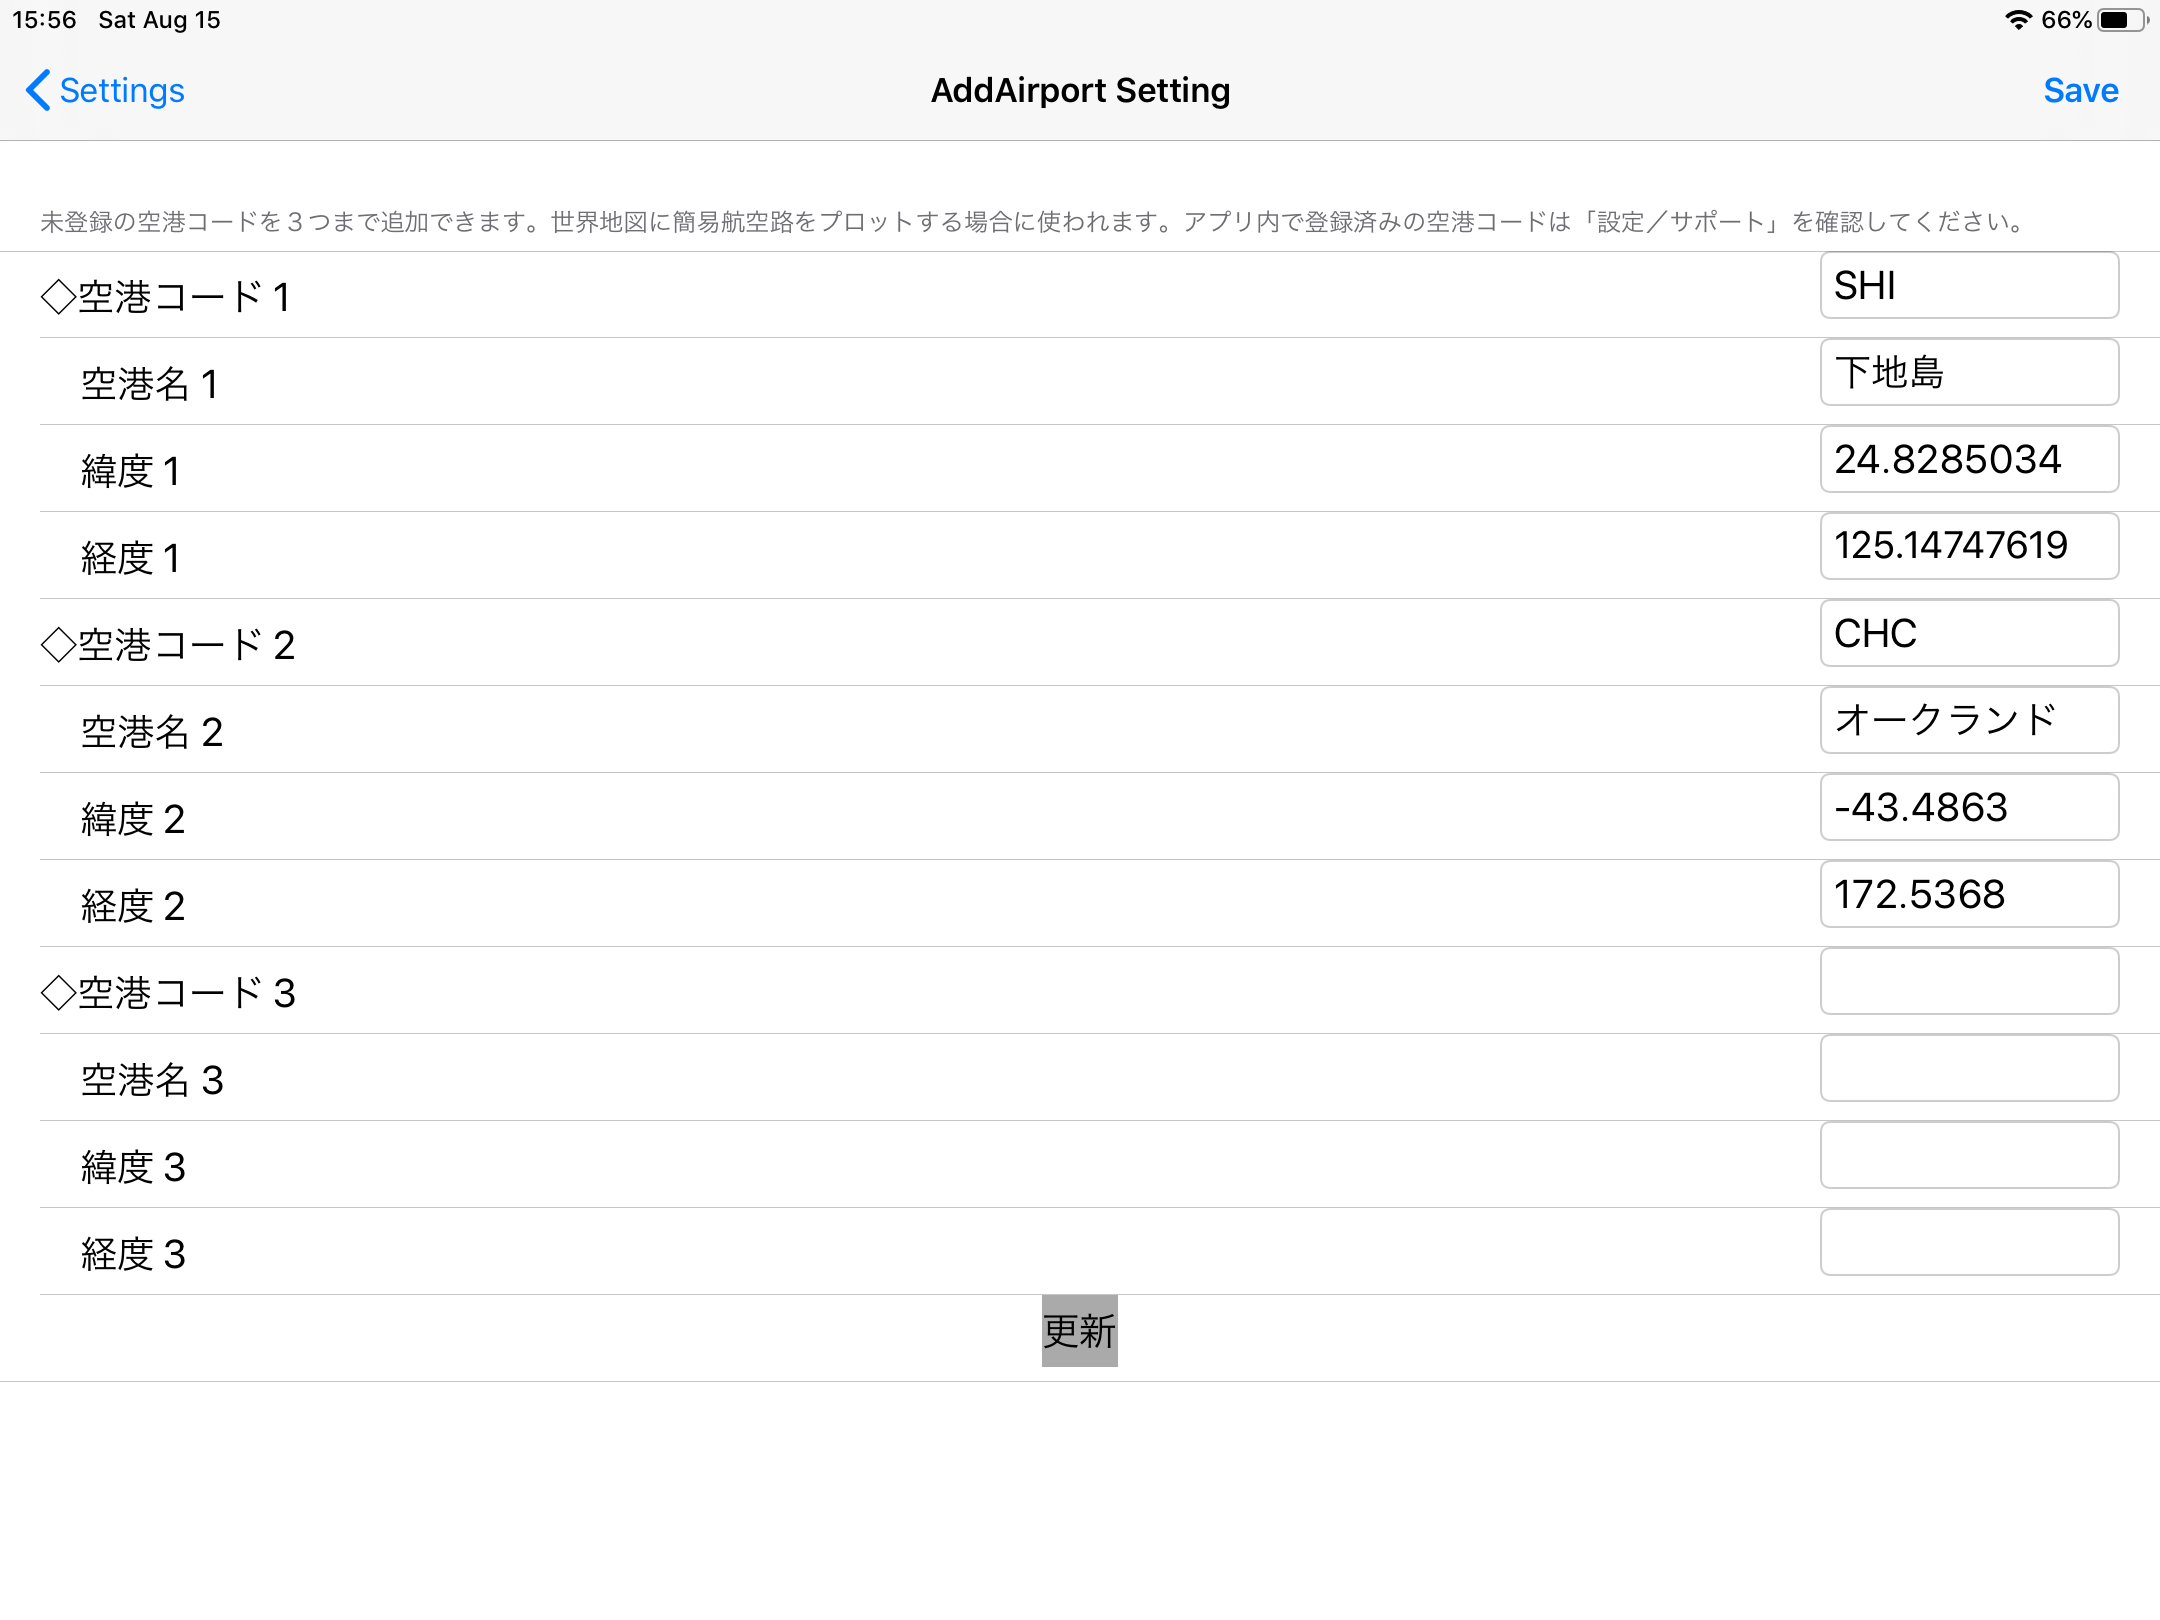 15:56 Sat Aug 15 66%
Settings AddAirport Setting Save
未登録の空港コードを３つまで追加できます。世界地図に簡易航空路をプロットする場合に使われます。アプリ内で登録済みの空港コードは「設定／サポート」を確認してください。
◇空港コード 1 SHI
空港名 1 下地島
緯度 1 24.8285034
経度 1 125.14747619
◇空港コード 2 CHC
空港名 2 オークランド
緯度 2 -43.4863
経度 2 172.5368
◇空港コード 3
空港名 3
緯度 3
経度 3
更新